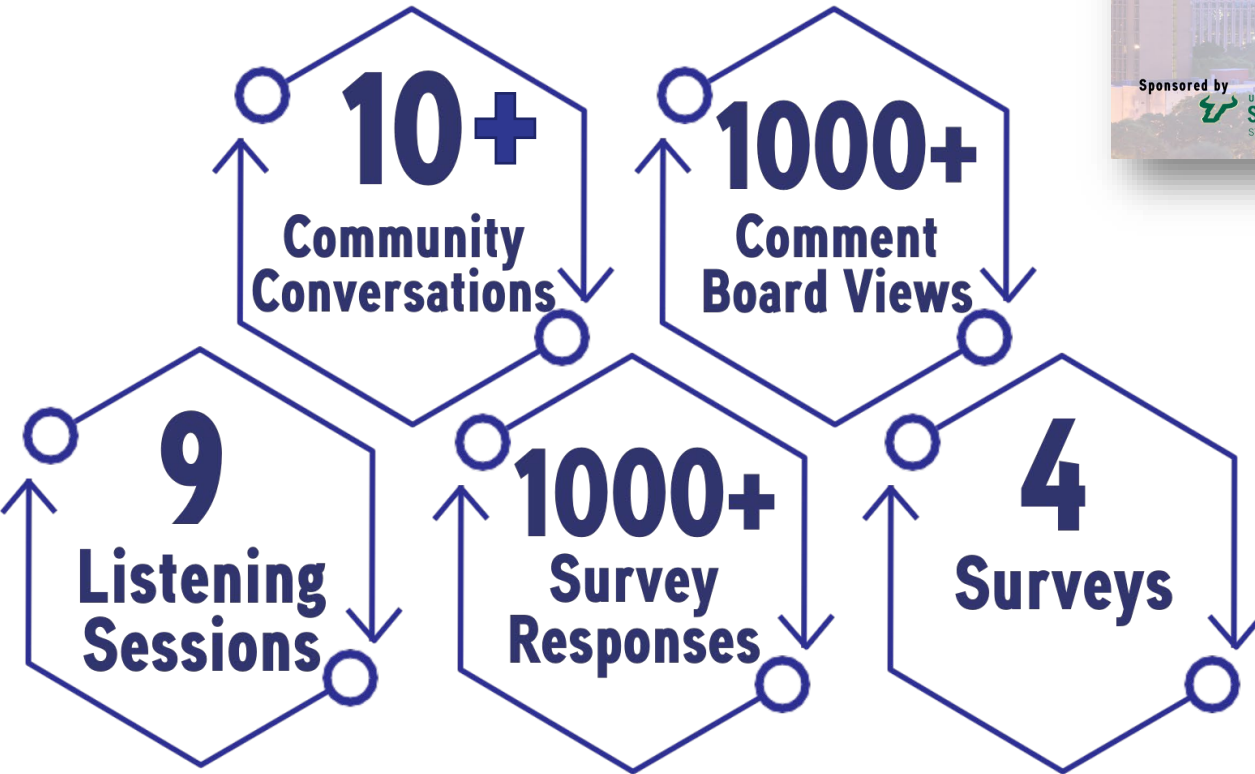 10+
Community
Conversations
1000+
Comment
Board Views
Sponsored by
9
Listening
Sessions
1000+
Survey
Responses
4
Surveys